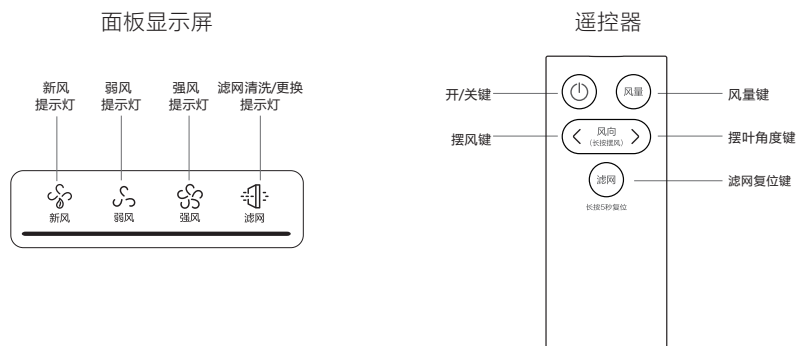 面板显示屏
遥控器
新风
提示灯
弱风
提示灯
强风
提示灯
滤网清洗/更换
提示灯
新风
弱风
强风
滤网
开/关键
风量
风量键
摆风键
风向
(长按摆风)
摆叶角度键
滤网
滤网复位键
长按5秒复位